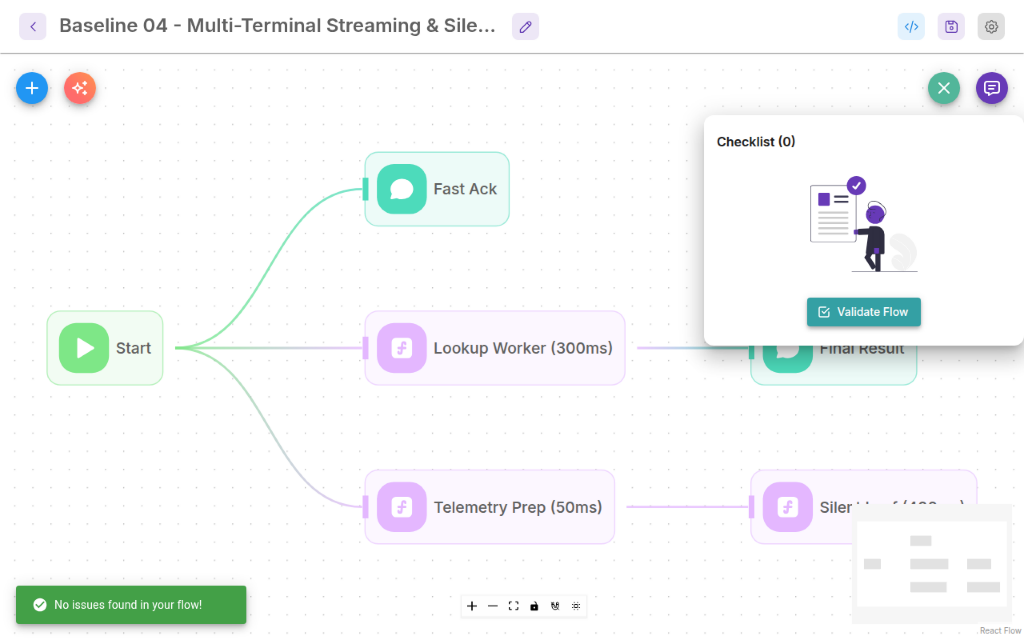 Baseline 04 - Multi-Terminal Streaming & Sile...
Checklist (0)
Validate Flow
Fast Ack
Start
Lookup Worker (300ms)
Final Result
Telemetry Prep (50ms)
No issues found in your flow!
React Flow